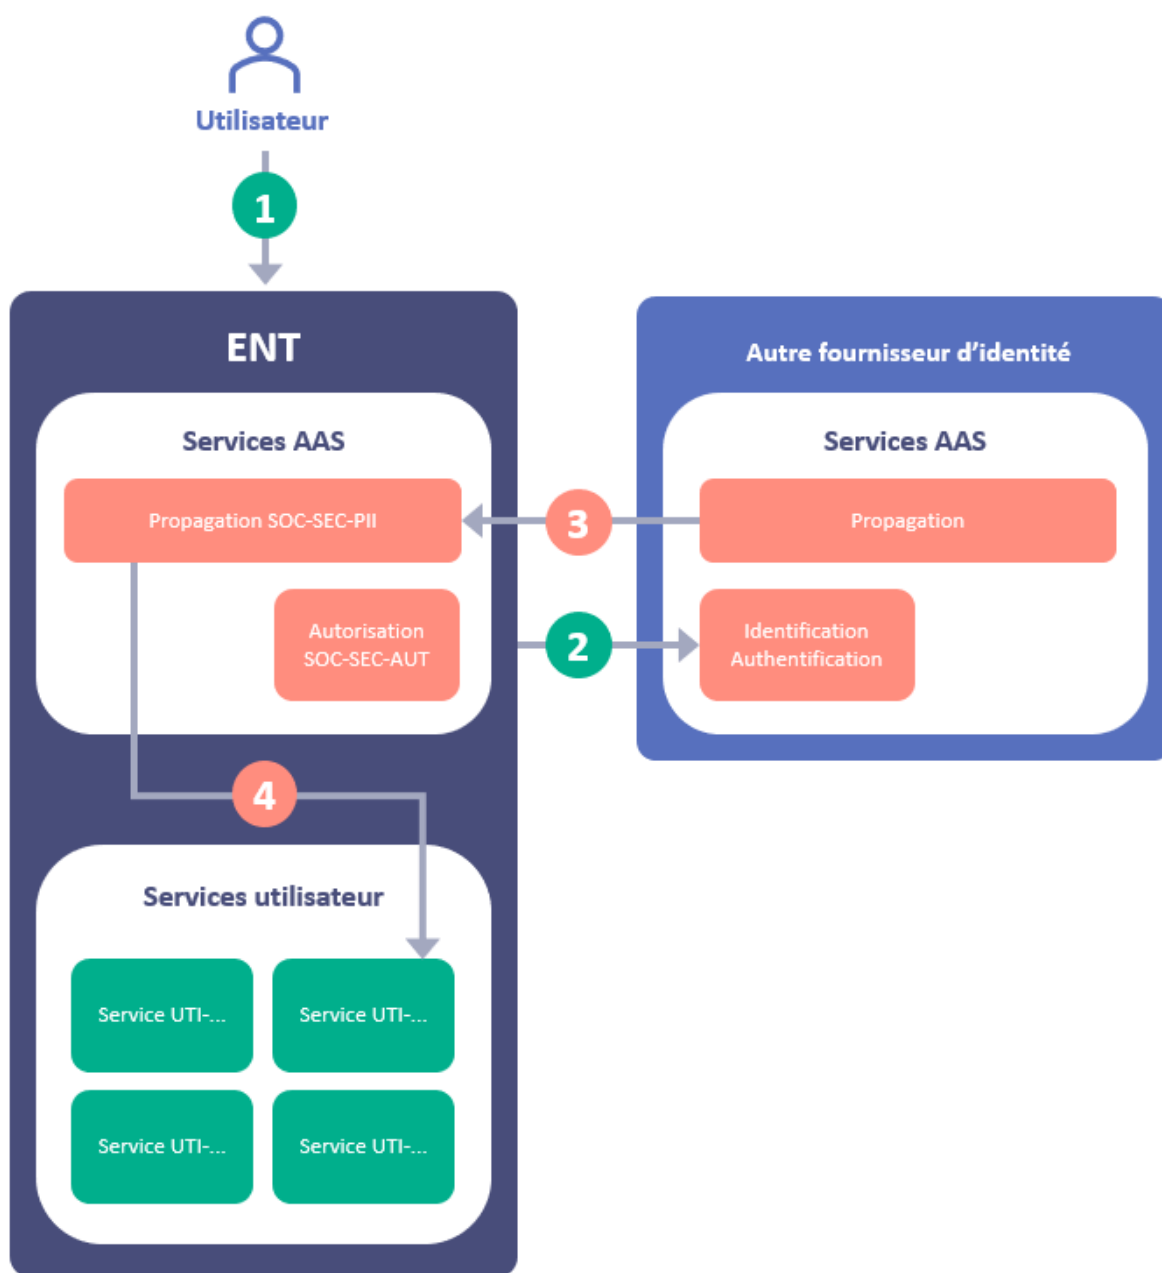 Utilisateur
1
ENT
Services AAS
Propagation SOC-SEC-PII
Autorisation
SOC-SEC-AUT
Autre fournisseur d'identité
Services AAS
3
Propagation
2
Identification
Authentification
4
Services utilisateur
Service UTI-...
Service UTI-...
Service UTI-...
Service UTI-...